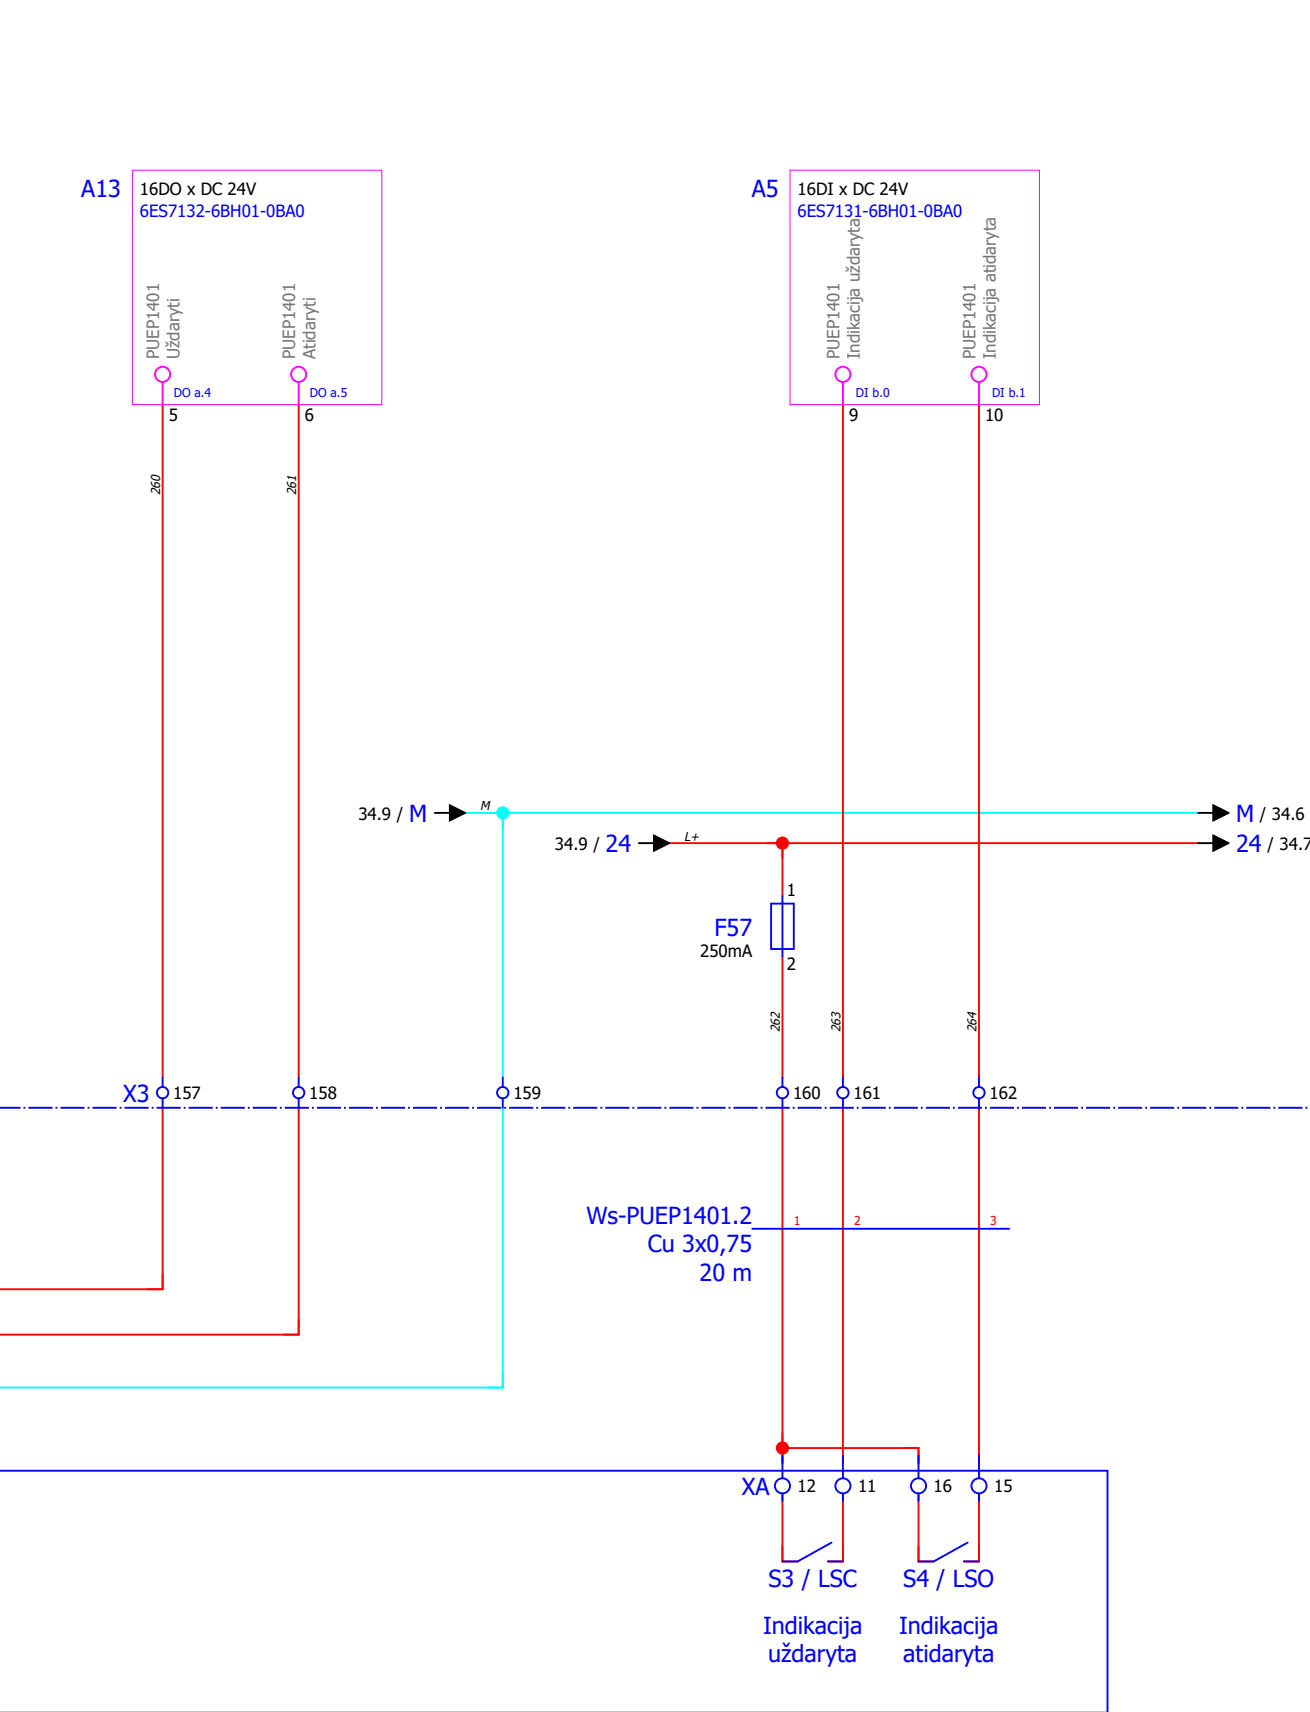 A13
16DO x DC 24V
6ES7132-6BH01-0BA0
PUEP1401
Uždaryti
PUEP1401
Atidaryti
DO a.4
DO a.5
5
6
A5
16DI x DC 24V
6ES7131-6BH01-0BA0
PUEP1401
Indikacija uždaryta
PUEP1401
Indikacija atidaryta
DI b.0
DI b.1
9
10
260
261
34.9 / M
M
M / 34.6
34.9 / 24
L+
24 / 34.7
1
F57
250mA
2
262
263
264
X3
157
158
159
160
161
162
Ws-PUEP1401.2
Cu 3x0,75
20 m
1
2
3
XA
12
11
16
15
S3 / LSC
S4 / LSO
Indikacija
uždaryta
Indikacija
atidaryta